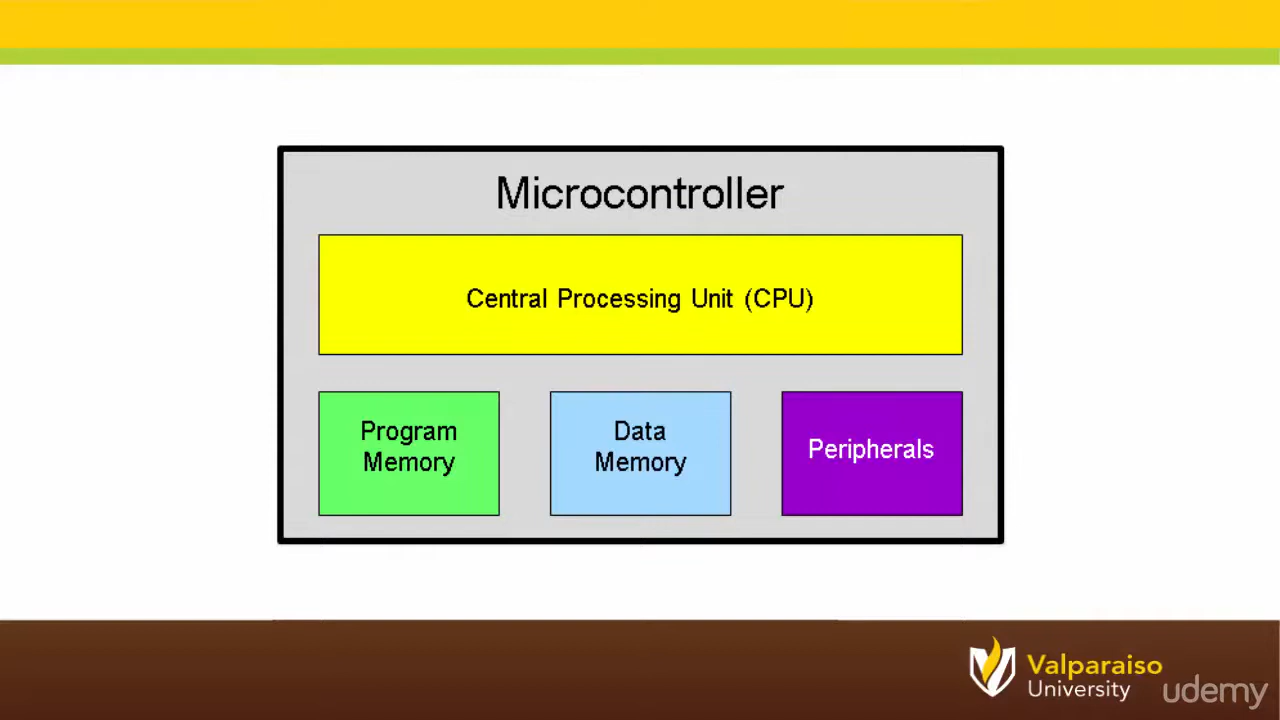 Microcontroller
Central Processing Unit (CPU)
Program
Memory
Data
Memory
Peripherals
Valparaiso
University
udemy